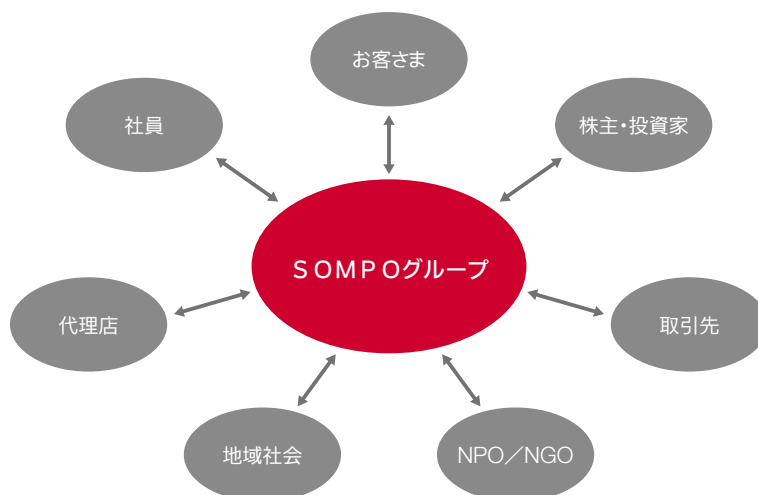 お客さま
社員
株主・投資家
SOMPOグループ
代理店
取引先
地域社会
NPO／NGO